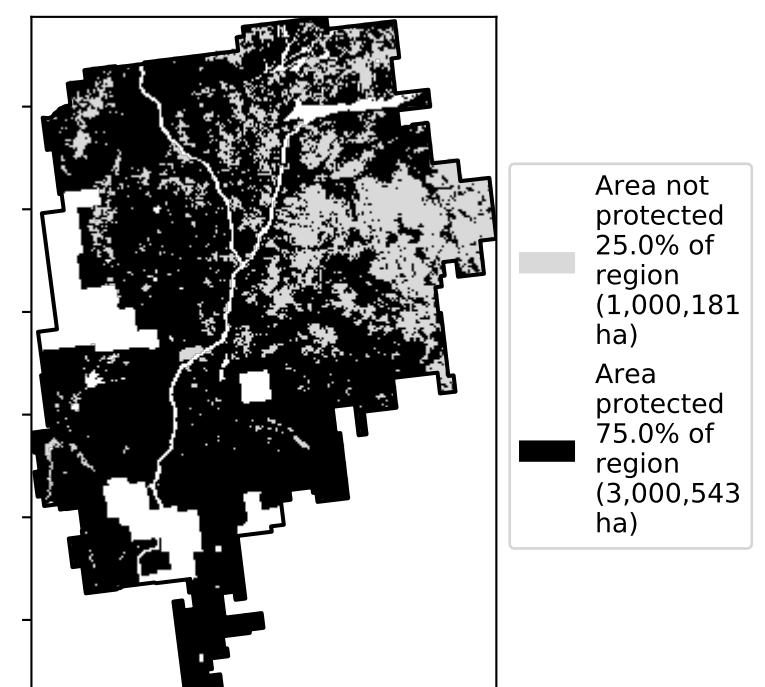 Area not
protected
25.0% of
region
(1,000,181
ha)
Area
protected
75.0% of
region
(3,000,543
ha)